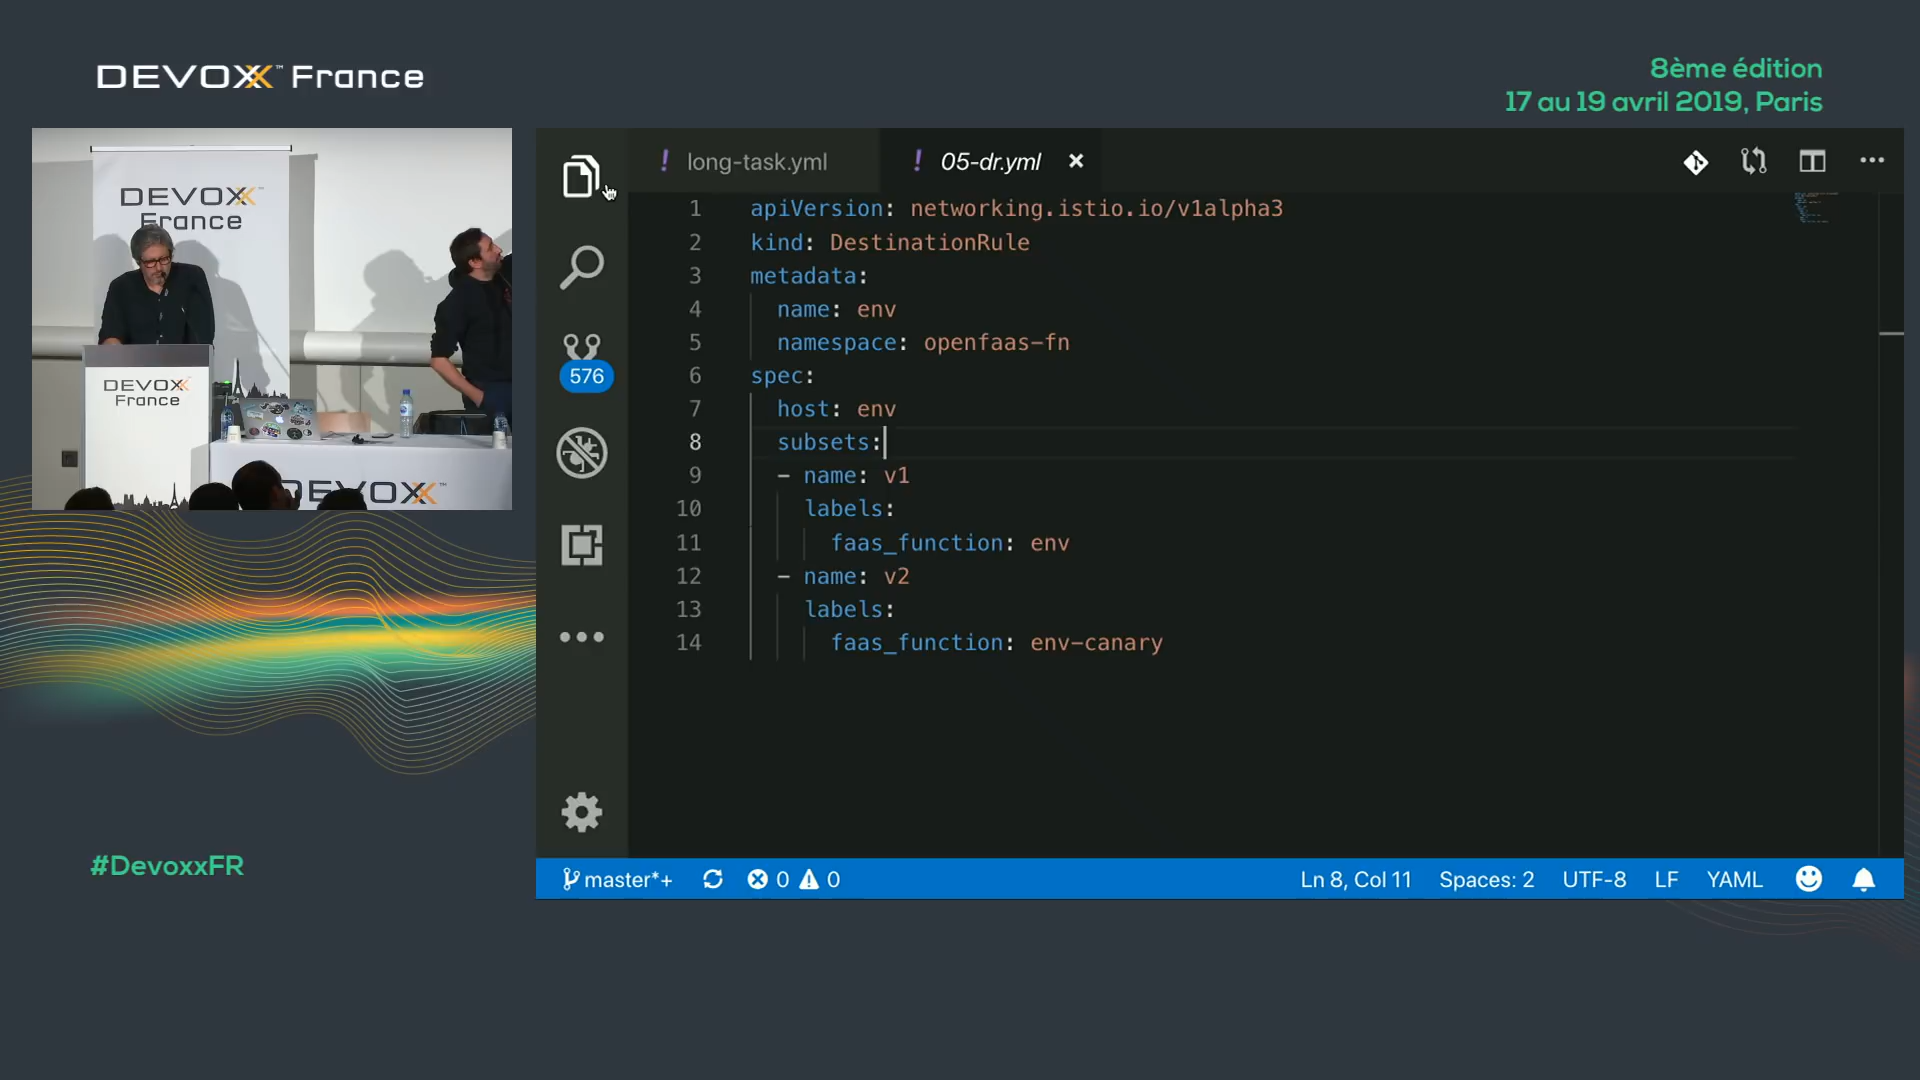 DEVOXX™ France
8ème édition
17 au 19 avril 2019, Paris
DEVOXX™
France
DEVOXX
France
DEVOXX™
#DevoxxFR
long-task.yml
05-dr.yml
576
1 apiVersion: networking.istio.io/v1alpha3
2 kind: DestinationRule
3 metadata:
4 name: env
5 namespace: openfaas-fn
6 spec:
7 host: env
8 subsets:
9 - name: v1
10 labels:
11 faas_function: env
12 - name: v2
13 labels:
14 faas_function: env-canary
master*+ 0 0 Ln 8, Col 11 Spaces: 2 UTF-8 LF YAML